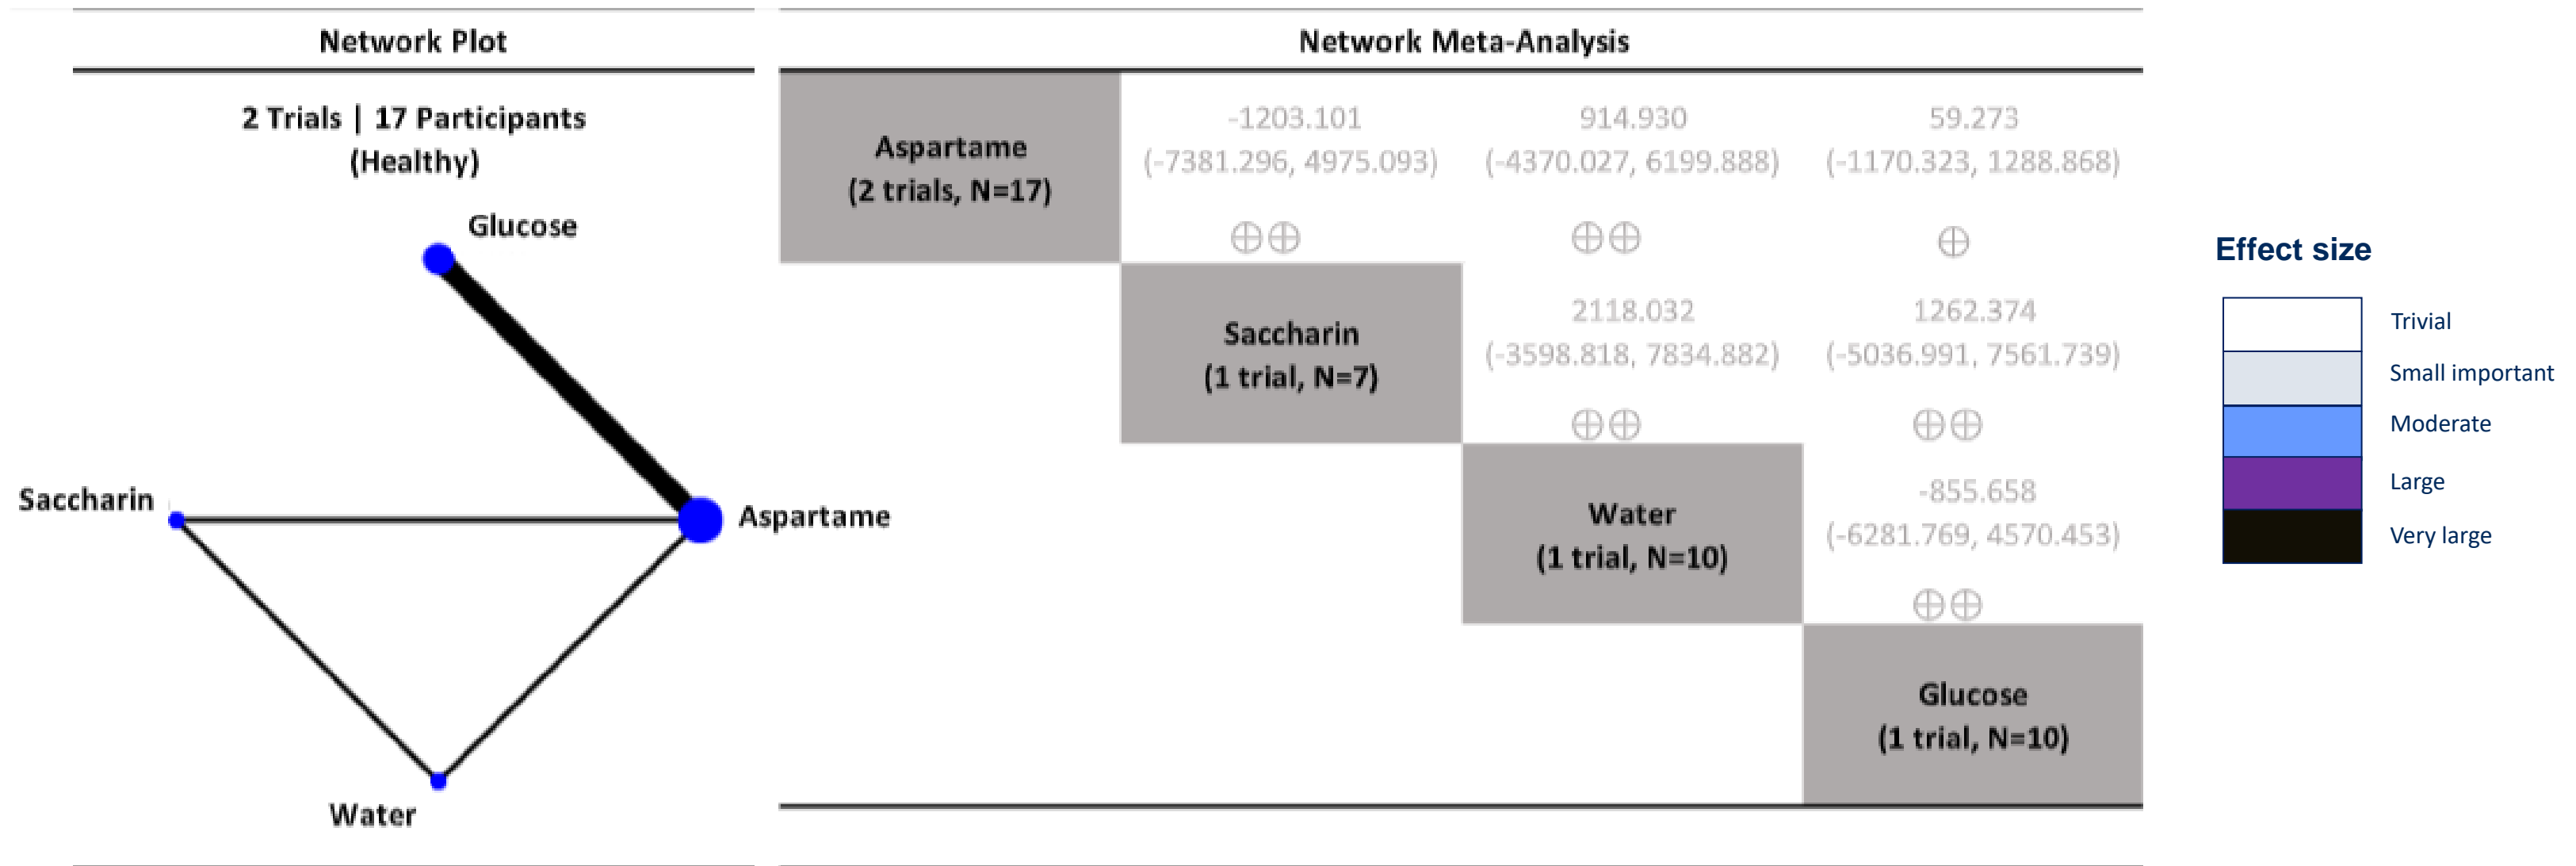 Network Plot
2 Trials | 17 Participants
(Healthy)
Glucose
Saccharin
Aspartame
Water
Network Meta-Analysis
Aspartame
(2 trials, N=17)
-1203.101
(-7381.296, 4975.093)
⊕⊕
914.930
(-4370.027, 6199.888)
⊕⊕
59.273
(-1170.323, 1288.868)
⊕
Saccharin
(1 trial, N=7)
2118.032
(-3598.818, 7834.882)
⊕⊕
1262.374
(-5036.991, 7561.739)
⊕⊕
Water
(1 trial, N=10)
-855.658
(-6281.769, 4570.453)
⊕⊕
Glucose
(1 trial, N=10)
Effect size
Trivial
Small important
Moderate
Large
Very large